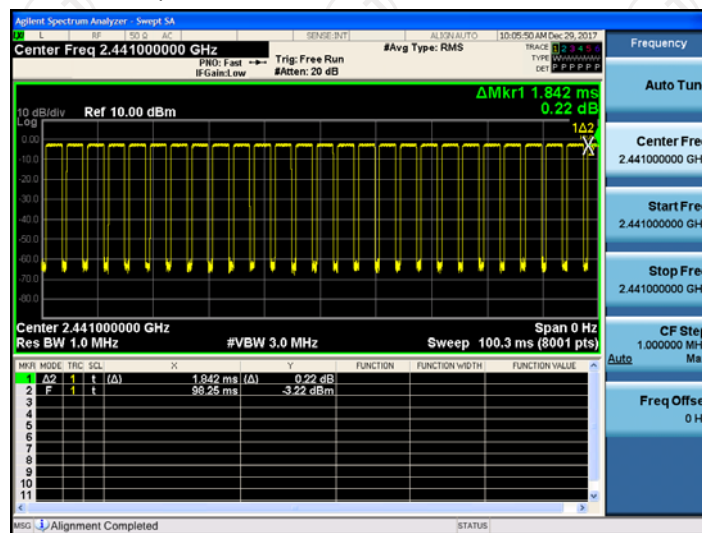 Agilent Spectrum Analyzer - Swept SA
L RF 50 Ω AC SENSE:INT ALIGN AUTO 10:05:50 AM Dec 29, 2017
Center Freq 2.441000000 GHz #Avg Type: RMS TRACE 1 2 3 4 5 6
PNO: Fast Trig: Free Run TYPE
IFGain:Low #Atten: 20 dB DET P P P P P P
ΔMkr1 1.842 ms
0.22 dB
10 dB/div Ref 10.00 dBm
Log
1Δ2
0.00
-10.0
-20.0
-30.0
-40.0
-50.0
-60.0
-70.0
-80.0
Center 2.441000000 GHz Span 0 Hz
Res BW 1.0 MHz #VBW 3.0 MHz Sweep 100.3 ms (8001 pts)
MKR MODE TRC SCL X Y FUNCTION FUNCTION WIDTH FUNCTION VALUE
1 Δ2 1 t (Δ) 1.842 ms (Δ) 0.22 dB
2 F 1 t 98.25 ms -3.22 dBm
3
4
5
6
7
8
9
10
11
MSG Alignment Completed STATUS
Frequency
Auto Tun
Center Fre
2.441000000 GH
Start Fre
2.441000000 GH
Stop Fre
2.441000000 GH
CF Step
1.000000 MH
Auto Ma
Freq Offse
0 H